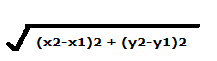 √(x2-x1)2 + (y2-y1)2